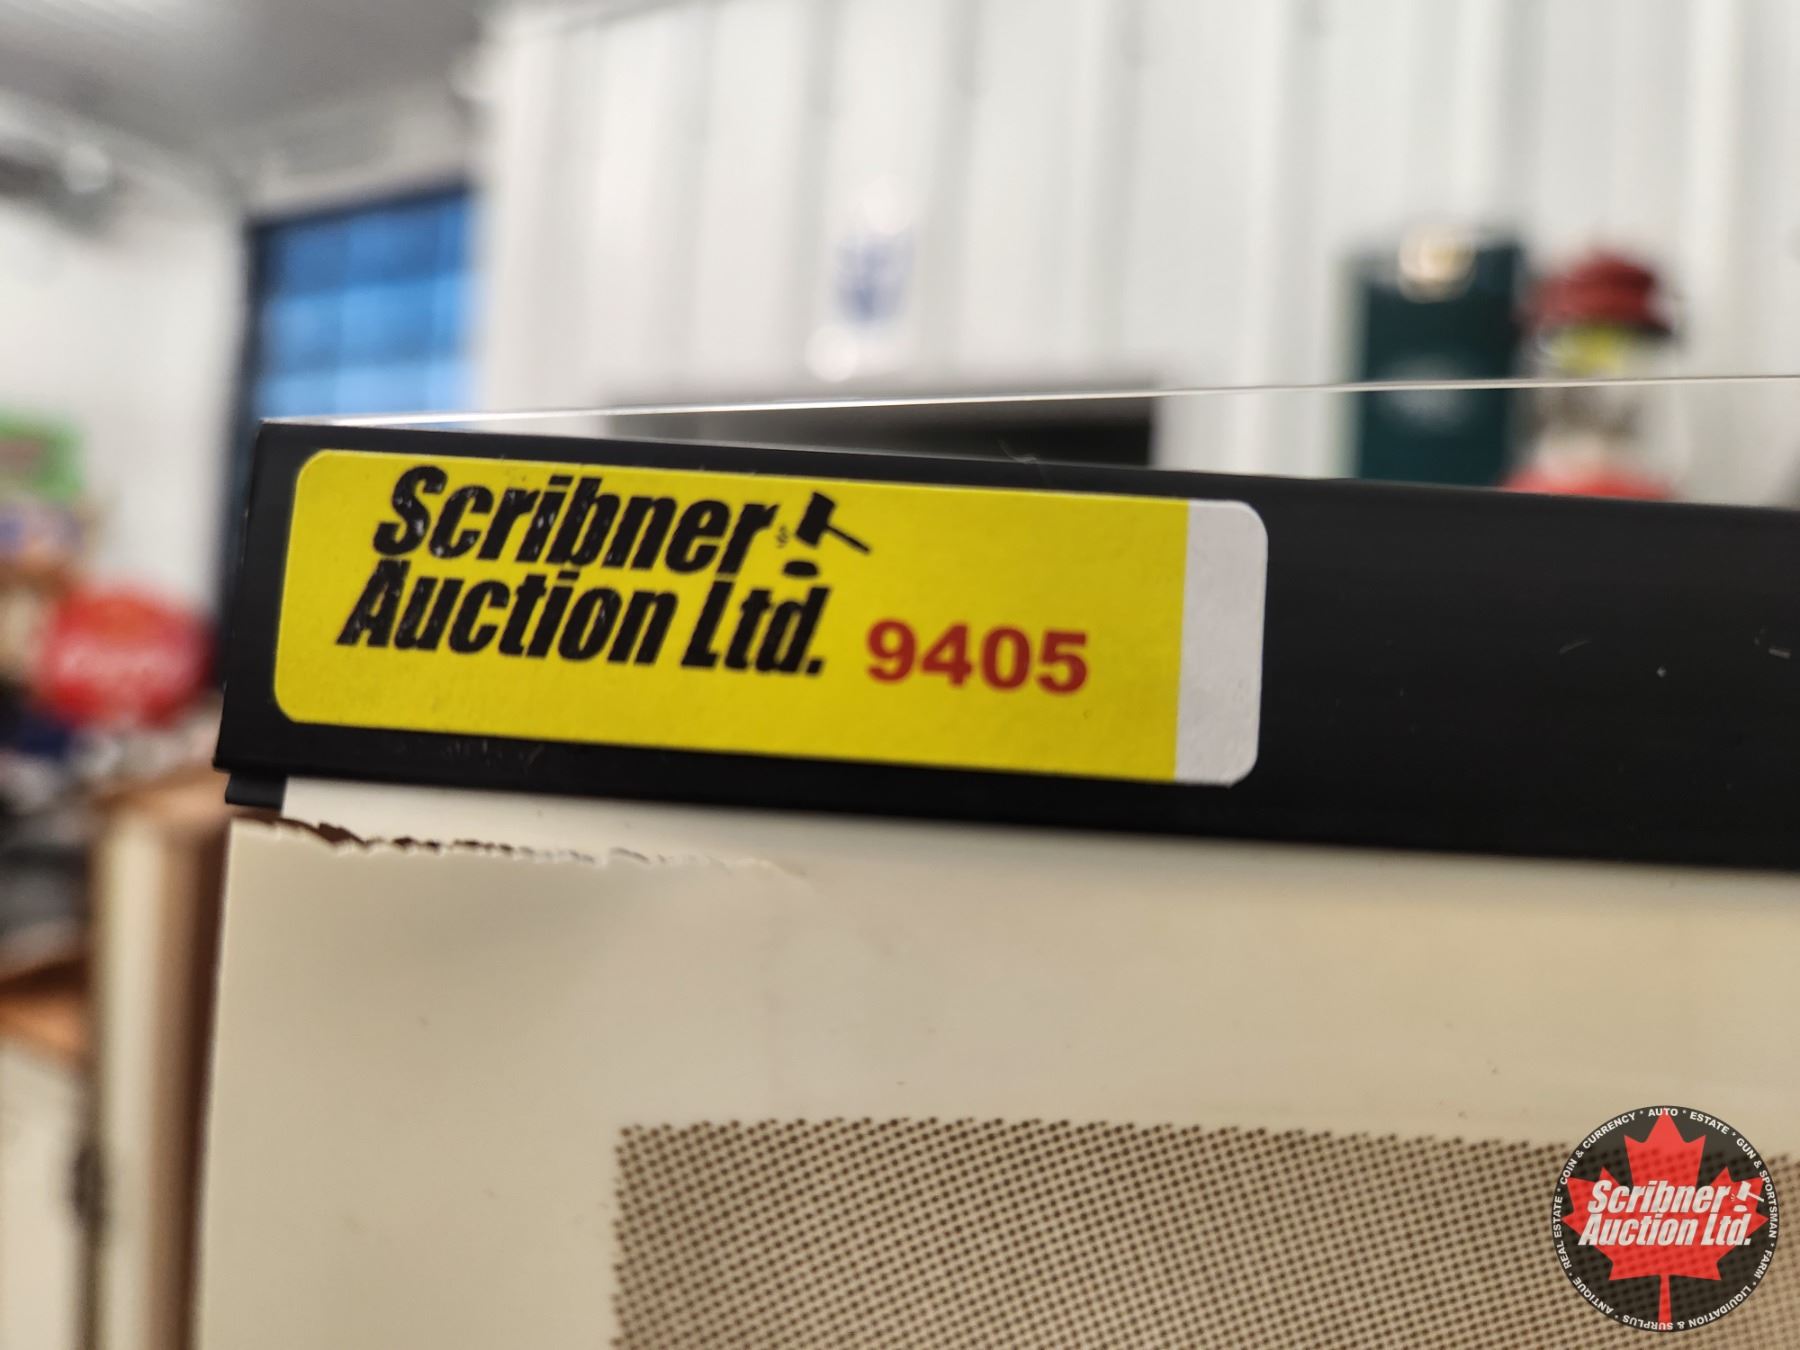 Scribner
Auction Ltd. 9405
COIN & CURRENCY * AUTO * ESTATE * GUN & SPORTSMAN * FARM * LIQUIDATION & SURPLUS * ANTIQUE * REAL ESTATE *
Scribner
Auction Ltd.